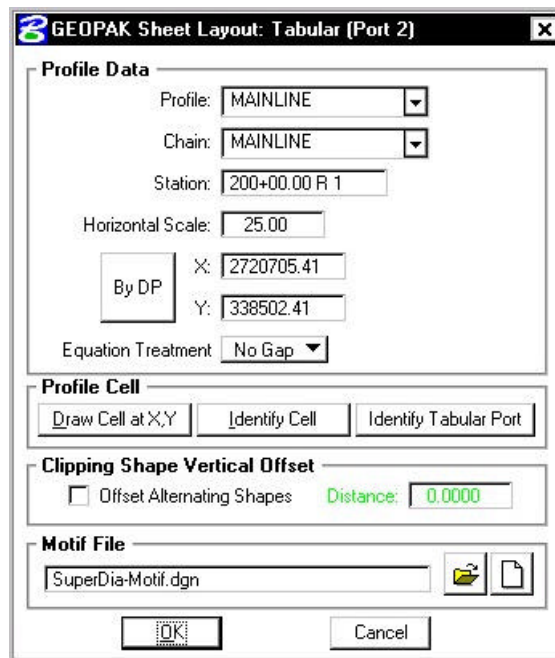 GEOPAK Sheet Layout: Tabular (Port 2)
Profile Data
Profile: MAINLINE
Chain: MAINLINE
Station: 200+00.00 R 1
Horizontal Scale: 25.00
By DP
X: 2720705.41
Y: 338502.41
Equation Treatment No Gap
Profile Cell
Draw Cell at X,Y Identify Cell Identify Tabular Port
Clipping Shape Vertical Offset
Offset Alternating Shapes Distance: 0.0000
Motif File
SuperDia-Motif.dgn
OK Cancel